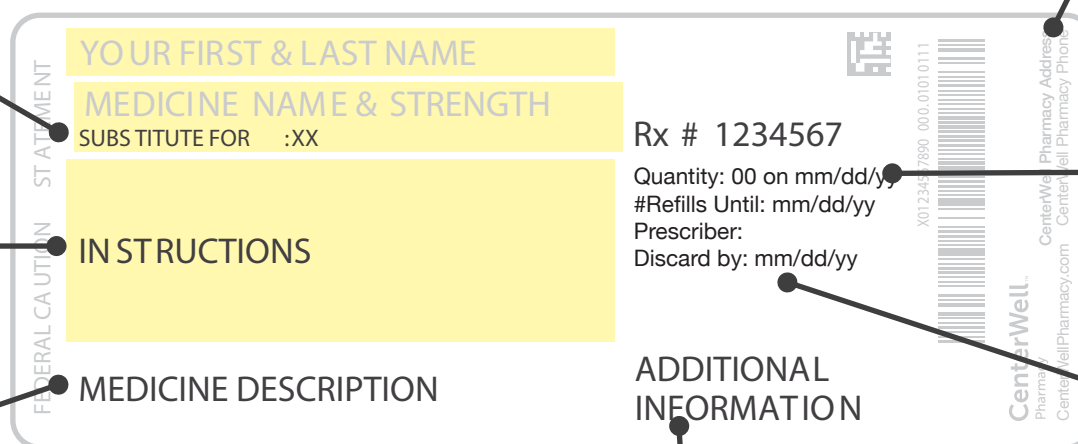 FEDERAL CAUTION STATEMENT
YOUR FIRST & LAST NAME
MEDICINE NAME & STRENGTH
SUBSTITUTE FOR :XX
INSTRUCTIONS
MEDICINE DESCRIPTION
Rx # 1234567
Quantity: 00 on mm/dd/yy
#Refills Until: mm/dd/yy
Prescriber:
Discard by: mm/dd/yy
ADDITIONAL
INFORMATION
X01234567890 000.01010111
CenterWell™
Pharmacy
CenterWell Pharmacy Address
CenterWellPharmacy.com CenterWell Pharmacy Phone